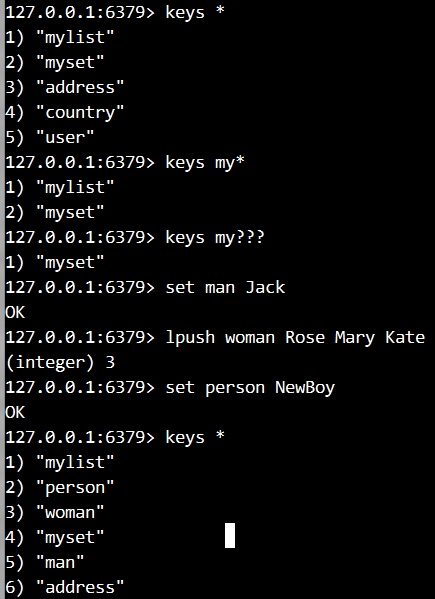 127.0.0.1:6379> keys *
1) "mylist"
2) "myset"
3) "address"
4) "country"
5) "user"
127.0.0.1:6379> keys my*
1) "mylist"
2) "myset"
127.0.0.1:6379> keys my???
1) "myset"
127.0.0.1:6379> set man Jack
OK
127.0.0.1:6379> lpush woman Rose Mary Kate
(integer) 3
127.0.0.1:6379> set person NewBoy
OK
127.0.0.1:6379> keys *
1) "mylist"
2) "person"
3) "woman"
4) "myset"
5) "man"
6) "address"